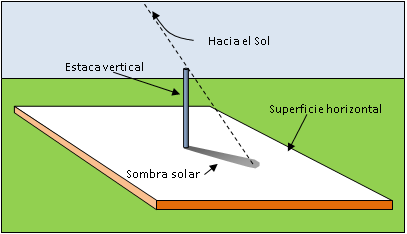 Hacia el Sol
Estaca vertical
Superficie horizontal
Sombra solar